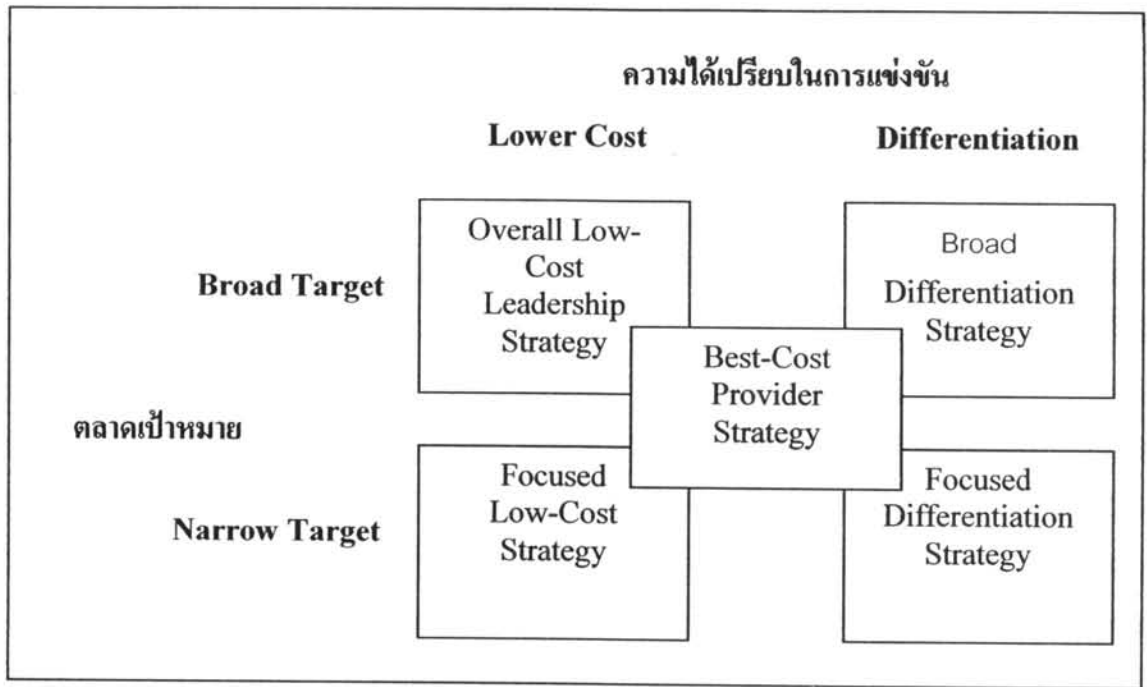 ความได้เปรียบในการแข่งขัน
Lower Cost
Differentiation
Broad Target
Overall Low-
Cost
Leadership
Strategy
Broad
Differentiation
Strategy
Best-Cost
Provider
Strategy
ตลาดเป้าหมาย
Narrow Target
Focused
Low-Cost
Strategy
Focused
Differentiation
Strategy